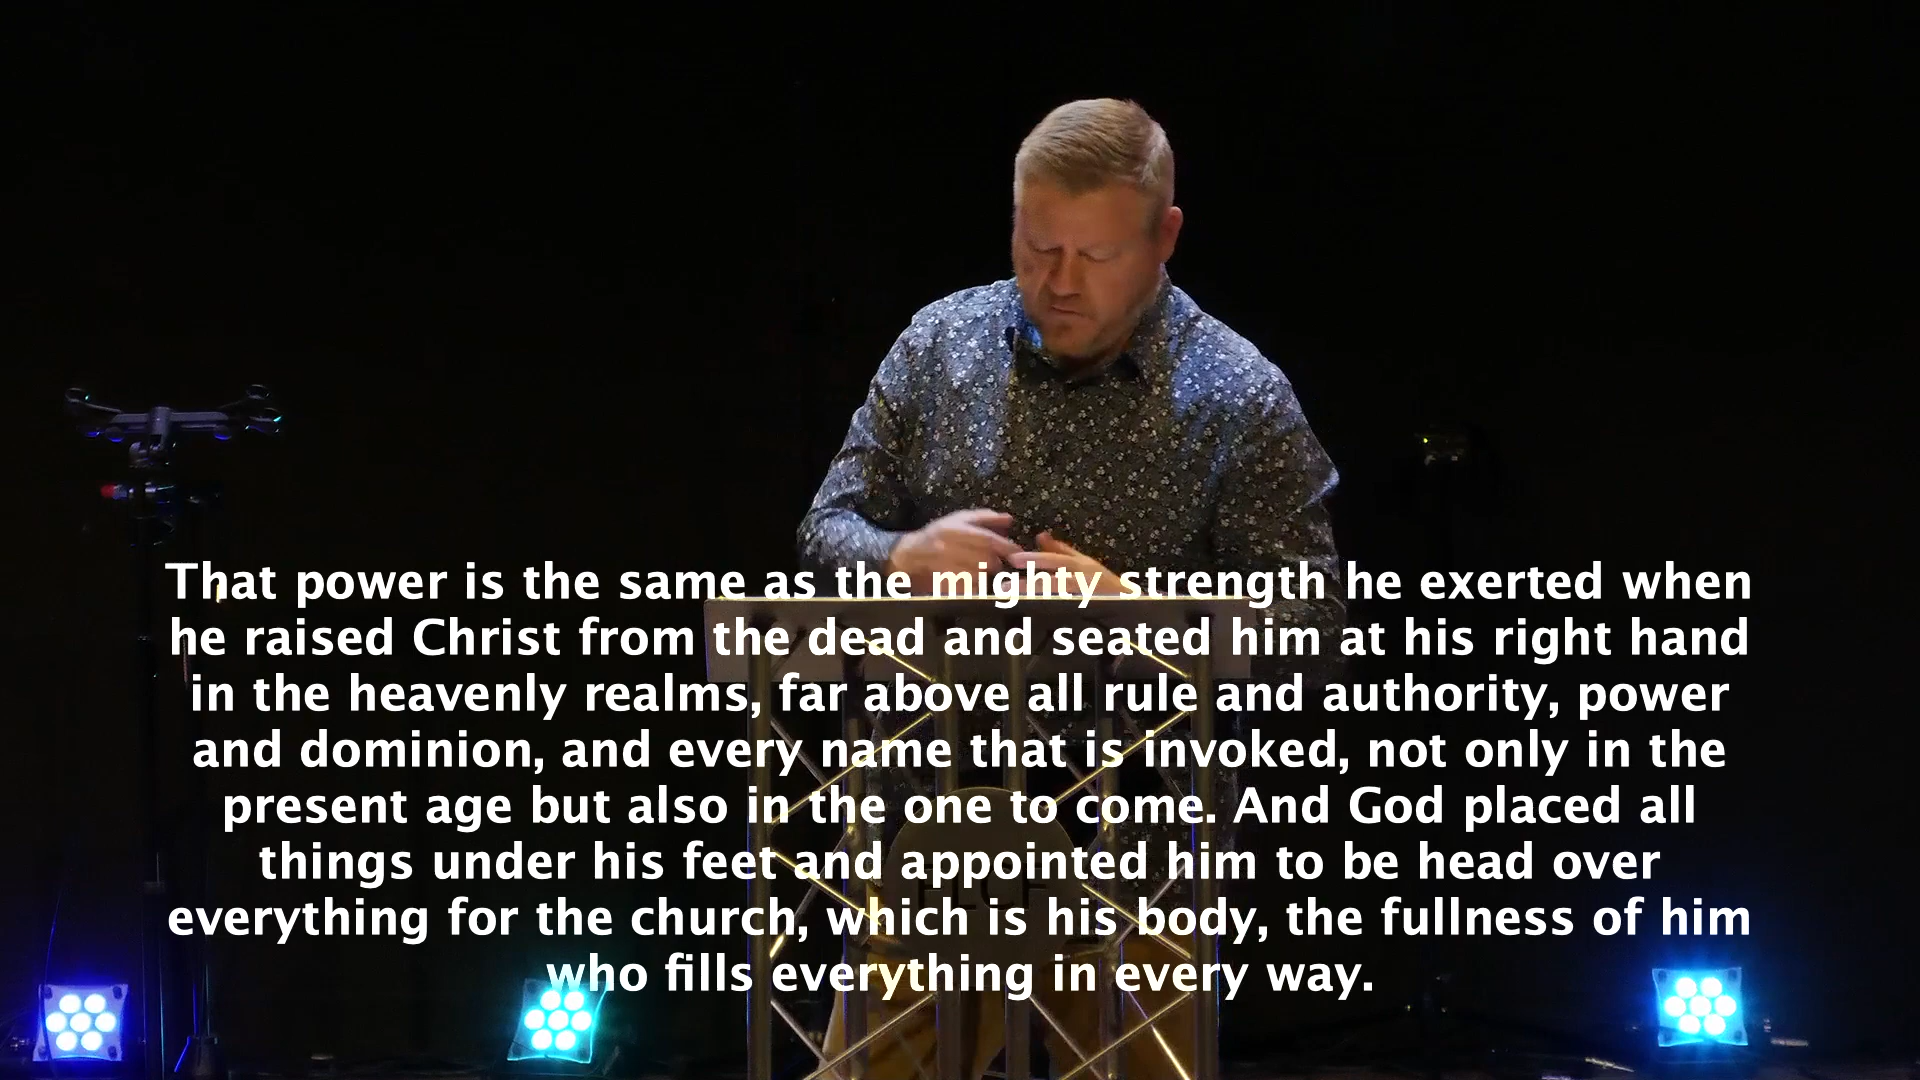 That power is the same as the mighty strength he exerted when
he raised Christ from the dead and seated him at his right hand
in the heavenly realms, far above all rule and authority, power
and dominion, and every name that is invoked, not only in the
present age but also in the one to come. And God placed all
things under his feet and appointed him to be head over
everything for the church, which is his body, the fullness of him
who fills everything in every way.